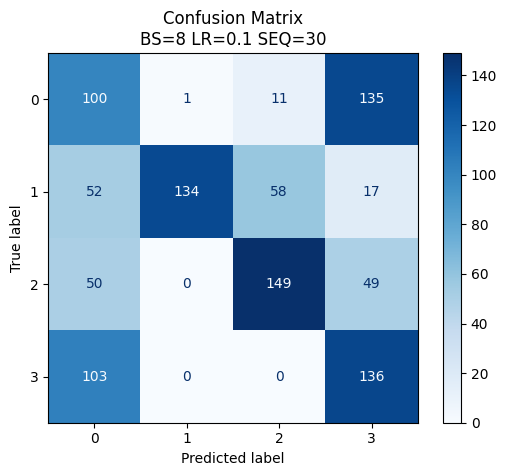 Confusion Matrix
BS=8 LR=0.1 SEQ=30
0 100 1 11 135
1 52 134 58 17
2 50 0 149 49
3 103 0 0 136
0 1 2 3
True label
Predicted label
140
120
100
80
60
40
20
0